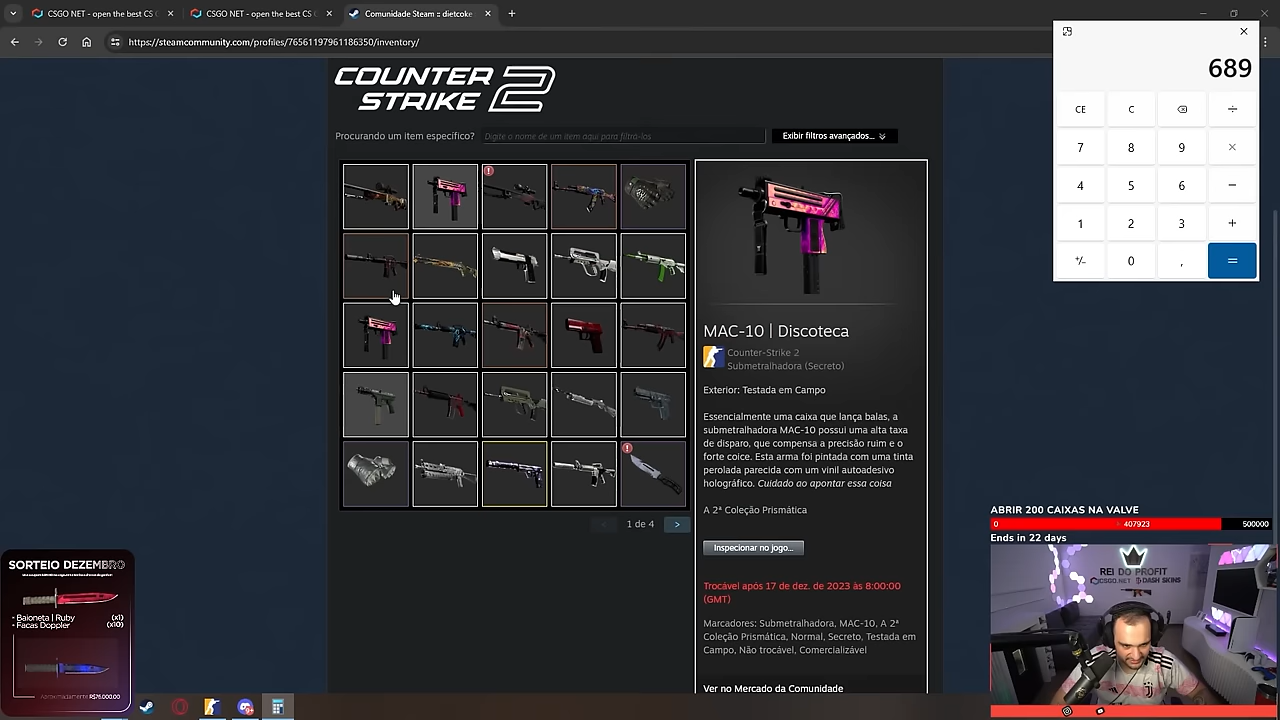 CSGO NET - open the best CS
CSGO NET - open the best CS
Comunidade Steam :: dietcoke
https://steamcommunity.com/profiles/76561197961186350/inventory/
COUNTER
STRIKE 2
Procurando um item específico?
Digite o nome de um item aqui para filtrá-los
Exibir filtros avançados...
MAC-10 | Discoteca
Counter-Strike 2
Submetralhadora (Secreto)
Exterior: Testada em Campo
Essencialmente uma caixa que lança balas, a
submetralhadora MAC-10 possui uma alta taxa
de disparo, que compensa a precisão ruim e o
forte coice. Esta arma foi pintada com uma tinta
perolada parecida com um vinil autoadesivo
holográfico. Cuidado ao apontar essa coisa
A 2ª Coleção Prismática
Inspecionar no jogo...
Trocável após 17 de dez. de 2023 às 8:00:00
(GMT)
Marcadores: Submetralhadora, MAC-10, A 2ª
Coleção Prismática, Normal, Secreto, Testada em
Campo, Não trocável, Comercializável
Ver no Mercado da Comunidade
< 1 de 4 >
689
CE C ÷
7 8 9 ×
4 5 6 −
1 2 3 +
+/- 0 , =
ABRIR 200 CAIXAS NA VALVE
0 407923 500000
Ends in 22 days
REI DO PROFIT
CSGO.NET DASH SKINS
SORTEIO DEZEMBRO
- Baioneta | Ruby (x1)
- Facas Doppler (x10)
Aproximadamente R$76.000,00